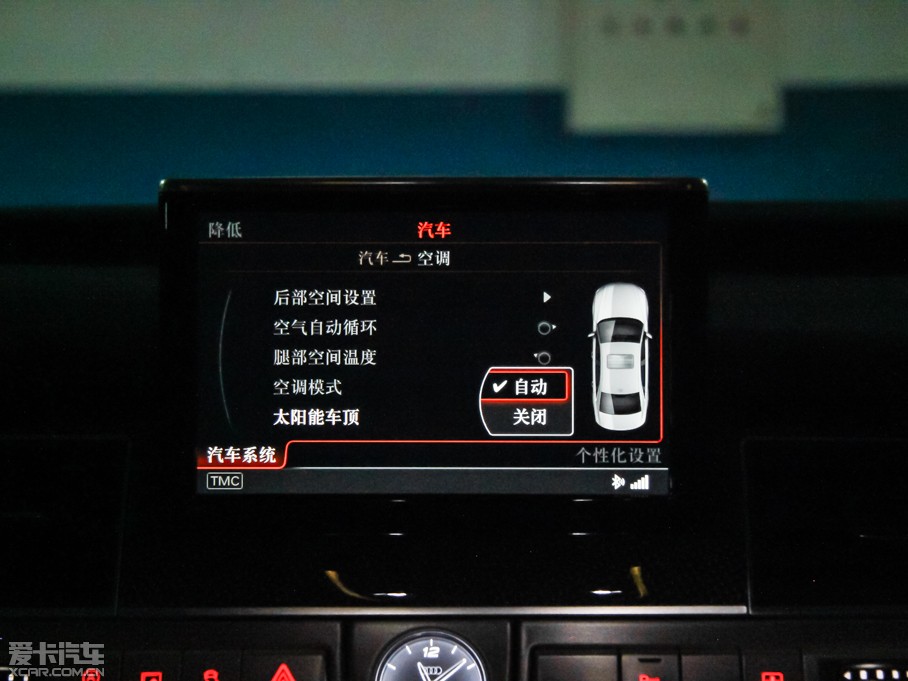 降低 汽车
汽车 空调
后部空间设置
空气自动循环
腿部空间温度
空调模式
自动
太阳能车顶
关闭
汽车系统 个性化设置
TMC
12
爱卡汽车
XCAR.COM.CN